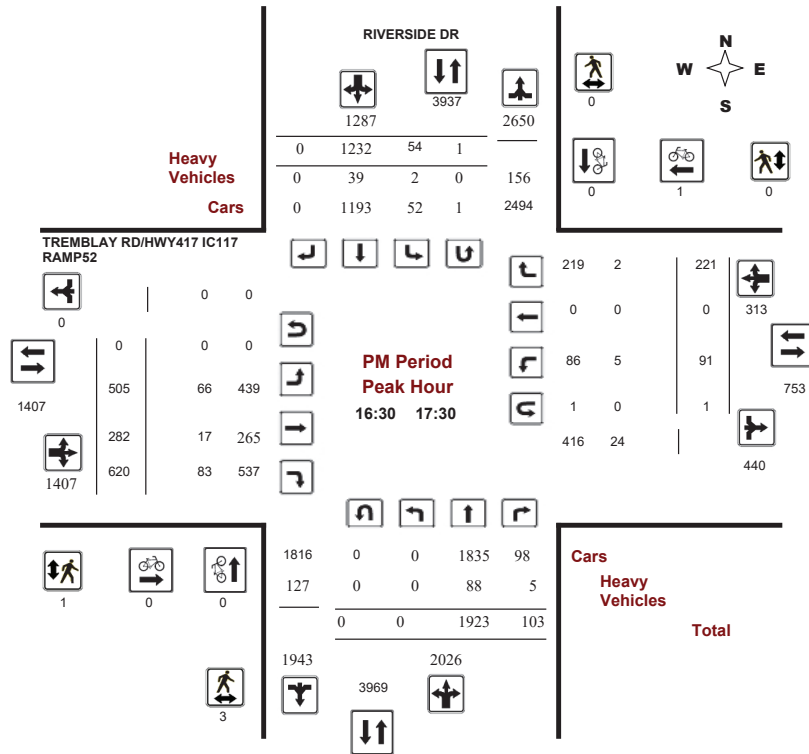 RIVERSIDE DR
N
W E
S
3937
0
1287 2650
0 1232 54 1
Heavy
Vehicles
0 39 2 0 156
Cars 0 1193 52 1 2494
0 1 0
TREMBLAY RD/HWY417 IC117
RAMP52
0 0
0
219 2 221
313
0 0 0
0 0 0
1407
505 66 439
PM Period
Peak Hour
16:30 17:30
86 5 91
753
1 0 1
282 17 265
416 24
440
1407
620 83 537
1816 0 0 1835 98 Cars
127 0 0 88 5 Heavy
Vehicles
1 0 0
0 0 1923 103
Total
1943 2026
3969
3